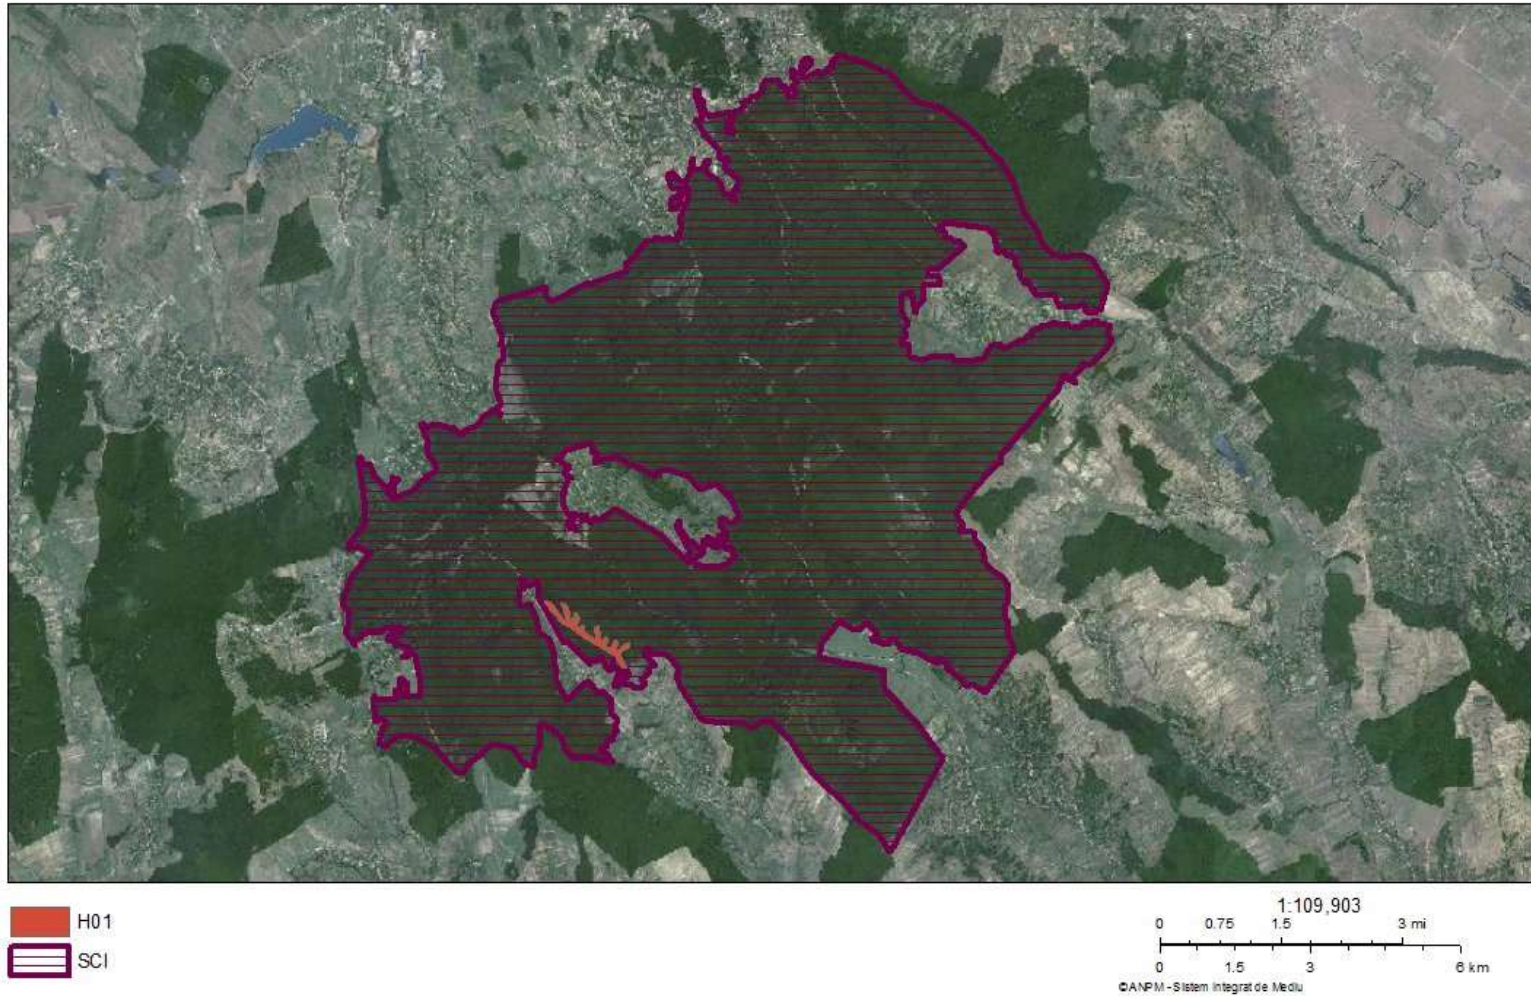 H01
SCI
1:109,903
0 0.75 1.5 3 mi
0 1.5 3 6 km
©ANPM - Sistem Integrat de Mediu